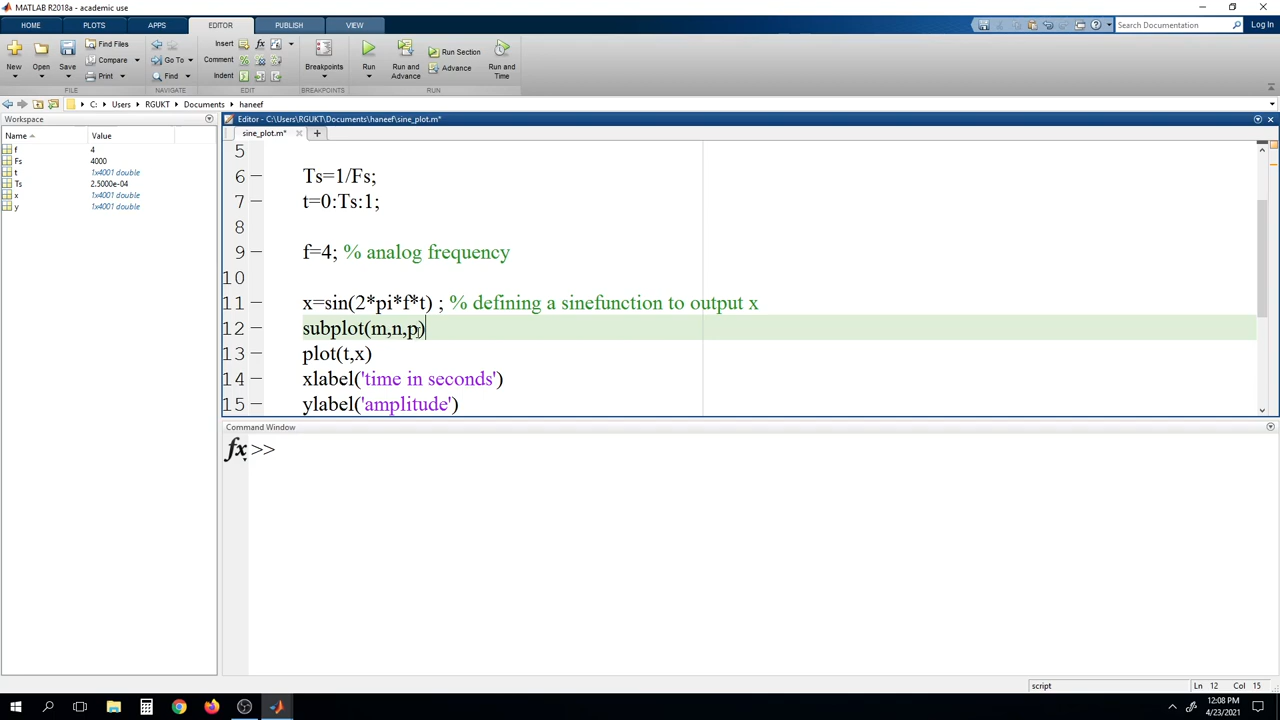 MATLAB R2018a - academic use
HOME PLOTS APPS EDITOR PUBLISH VIEW Search Documentation Log In
New Open Save Find Files Compare Print Insert Comment Indent fx Go To Find Breakpoints Run Run and Advance Run Section Advance Run and Time
FILE NAVIGATE EDIT BREAKPOINTS RUN
C: Users RGUKT Documents haneef
Workspace
Name Value
f 4
Fs 4000
t 1x4001 double
Ts 2.5000e-04
x 1x4001 double
y 1x4001 double
Editor - C:\Users\RGUKT\Documents\haneef\sine_plot.m*
sine_plot.m* +
5
6 – Ts=1/Fs;
7 – t=0:Ts:1;
8
9 – f=4; % analog frequency
10
11 – x=sin(2*pi*f*t) ; % defining a sinefunction to output x
12 – subplot(m,n,p)
13 – plot(t,x)
14 – xlabel('time in seconds')
15 – ylabel('amplitude')
Command Window
fx >>
script Ln 12 Col 15
12:08 PM
4/23/2021